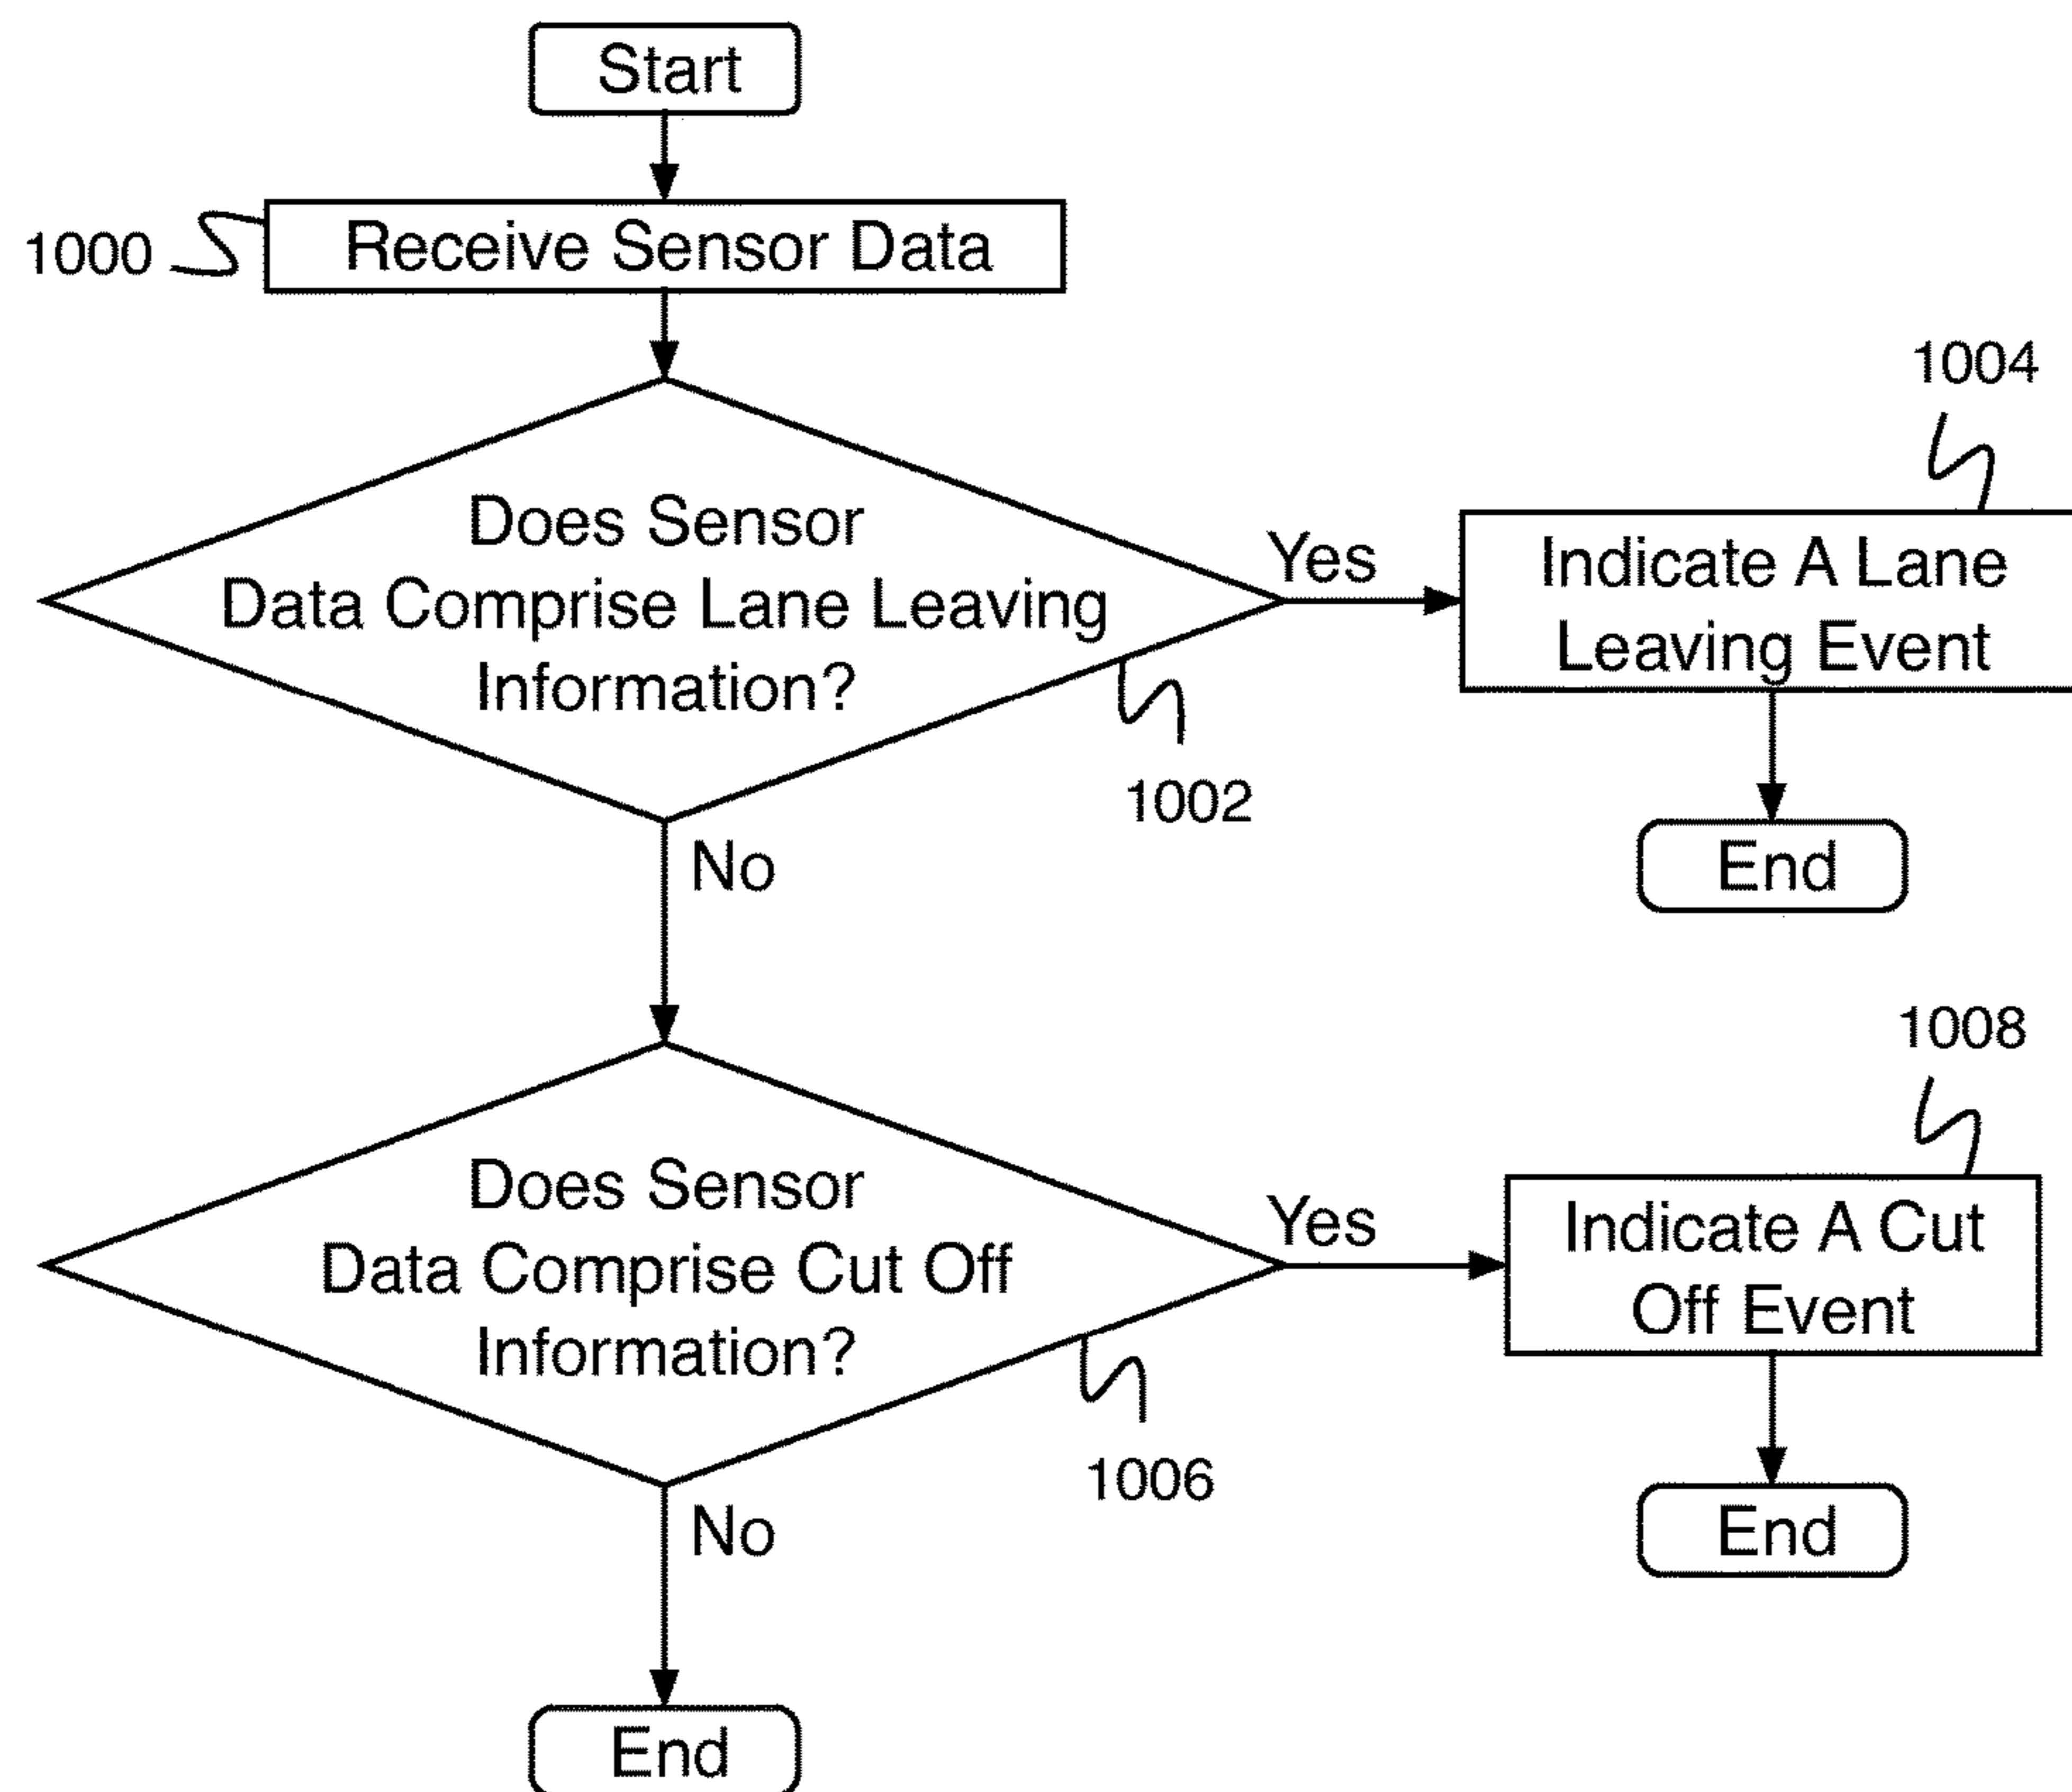 Start
1000
Receive Sensor Data
1004
Does Sensor
Data Comprise Lane Leaving
Information?
Yes
Indicate A Lane
Leaving Event
1002
No
End
1008
Does Sensor
Data Comprise Cut Off
Information?
Yes
Indicate A Cut
Off Event
1006
No
End
End